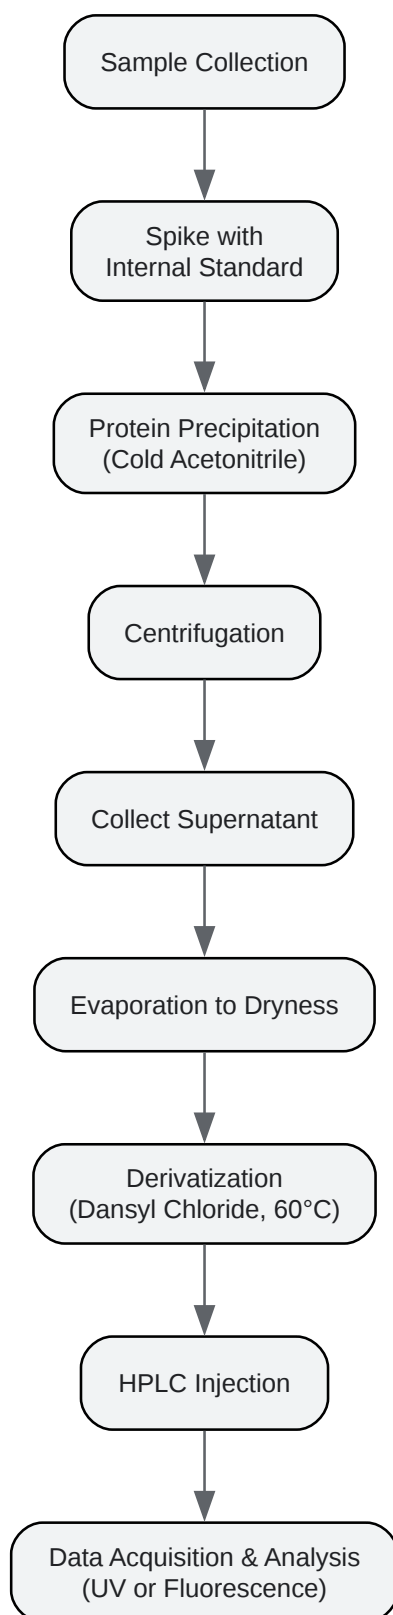 Sample Collection
Spike with
Internal Standard
Protein Precipitation
(Cold Acetonitrile)
Centrifugation
Collect Supernatant
Evaporation to Dryness
Derivatization
(Dansyl Chloride, 60°C)
HPLC Injection
Data Acquisition & Analysis
(UV or Fluorescence)